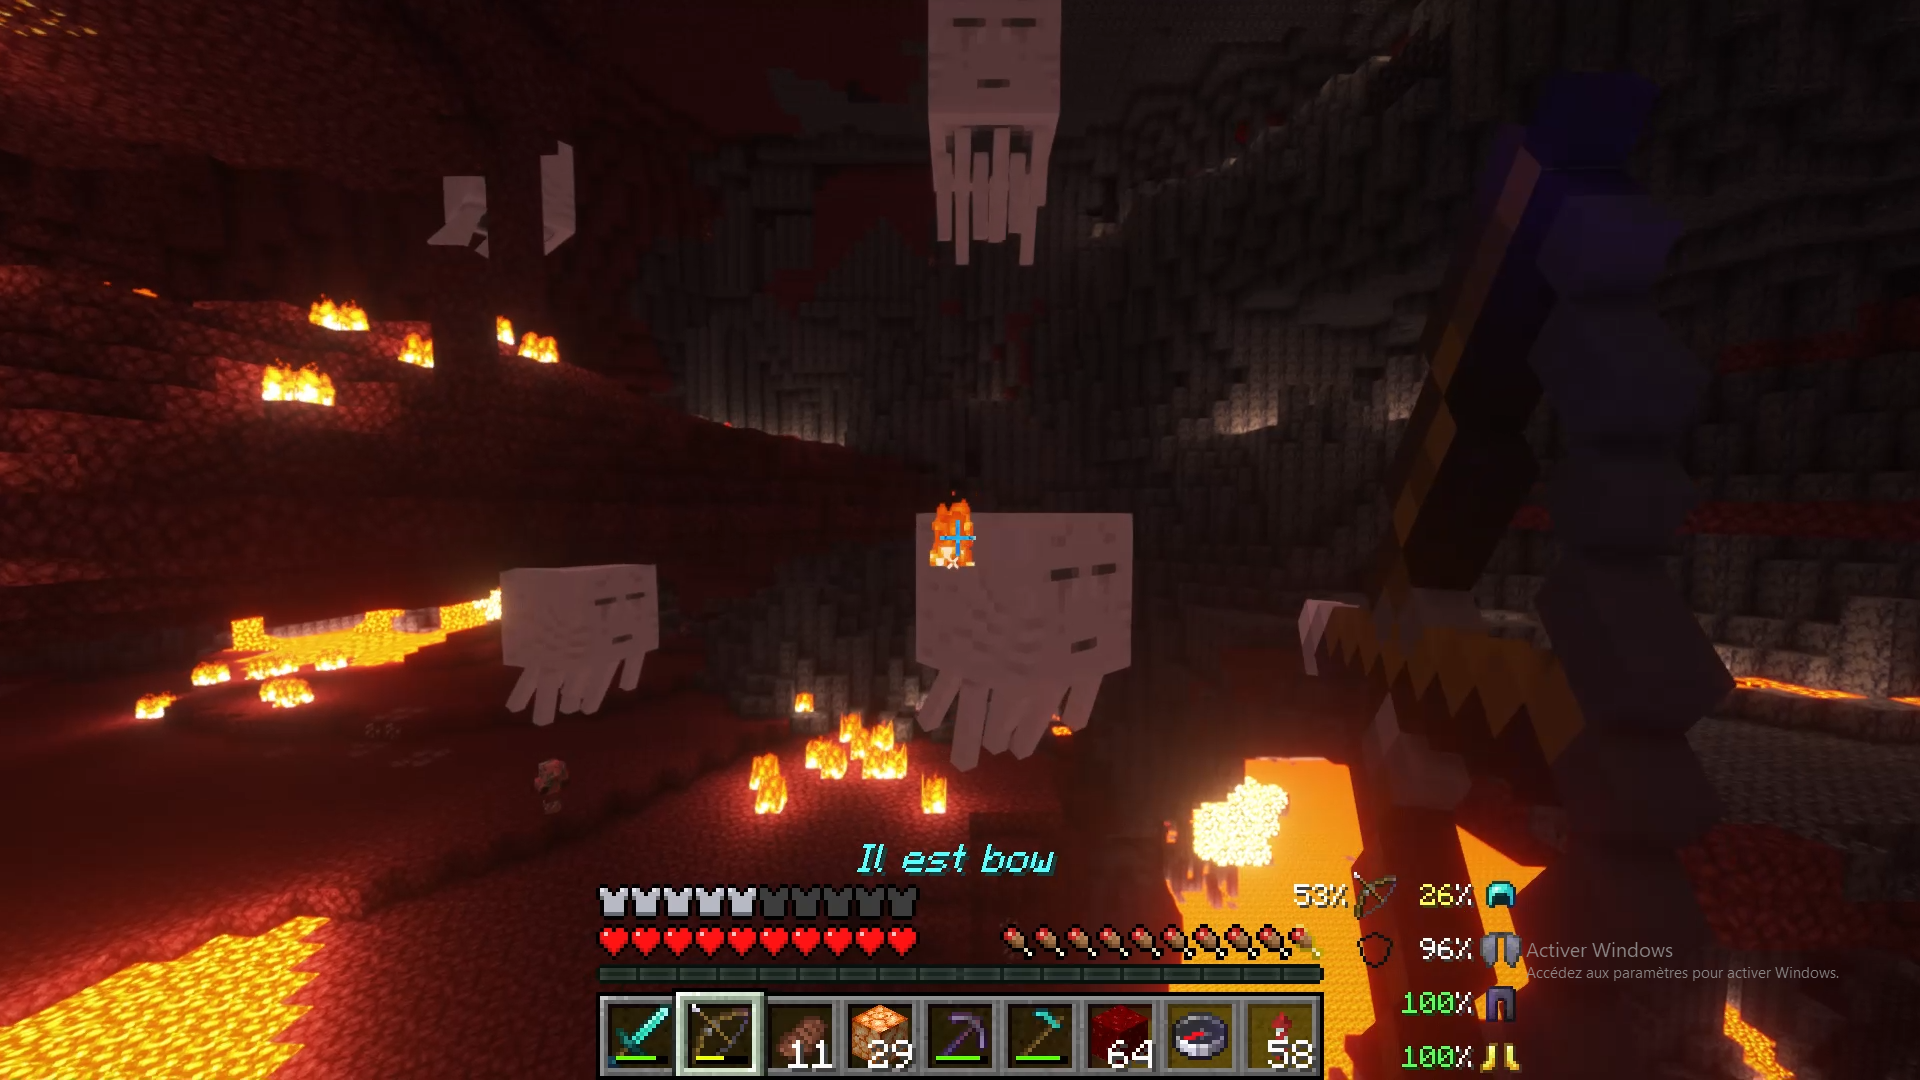 Il est bow
53% 26%
96%
Activer Windows
Accédez aux paramètres pour activer Windows.
100%
11 29 64 58
100%